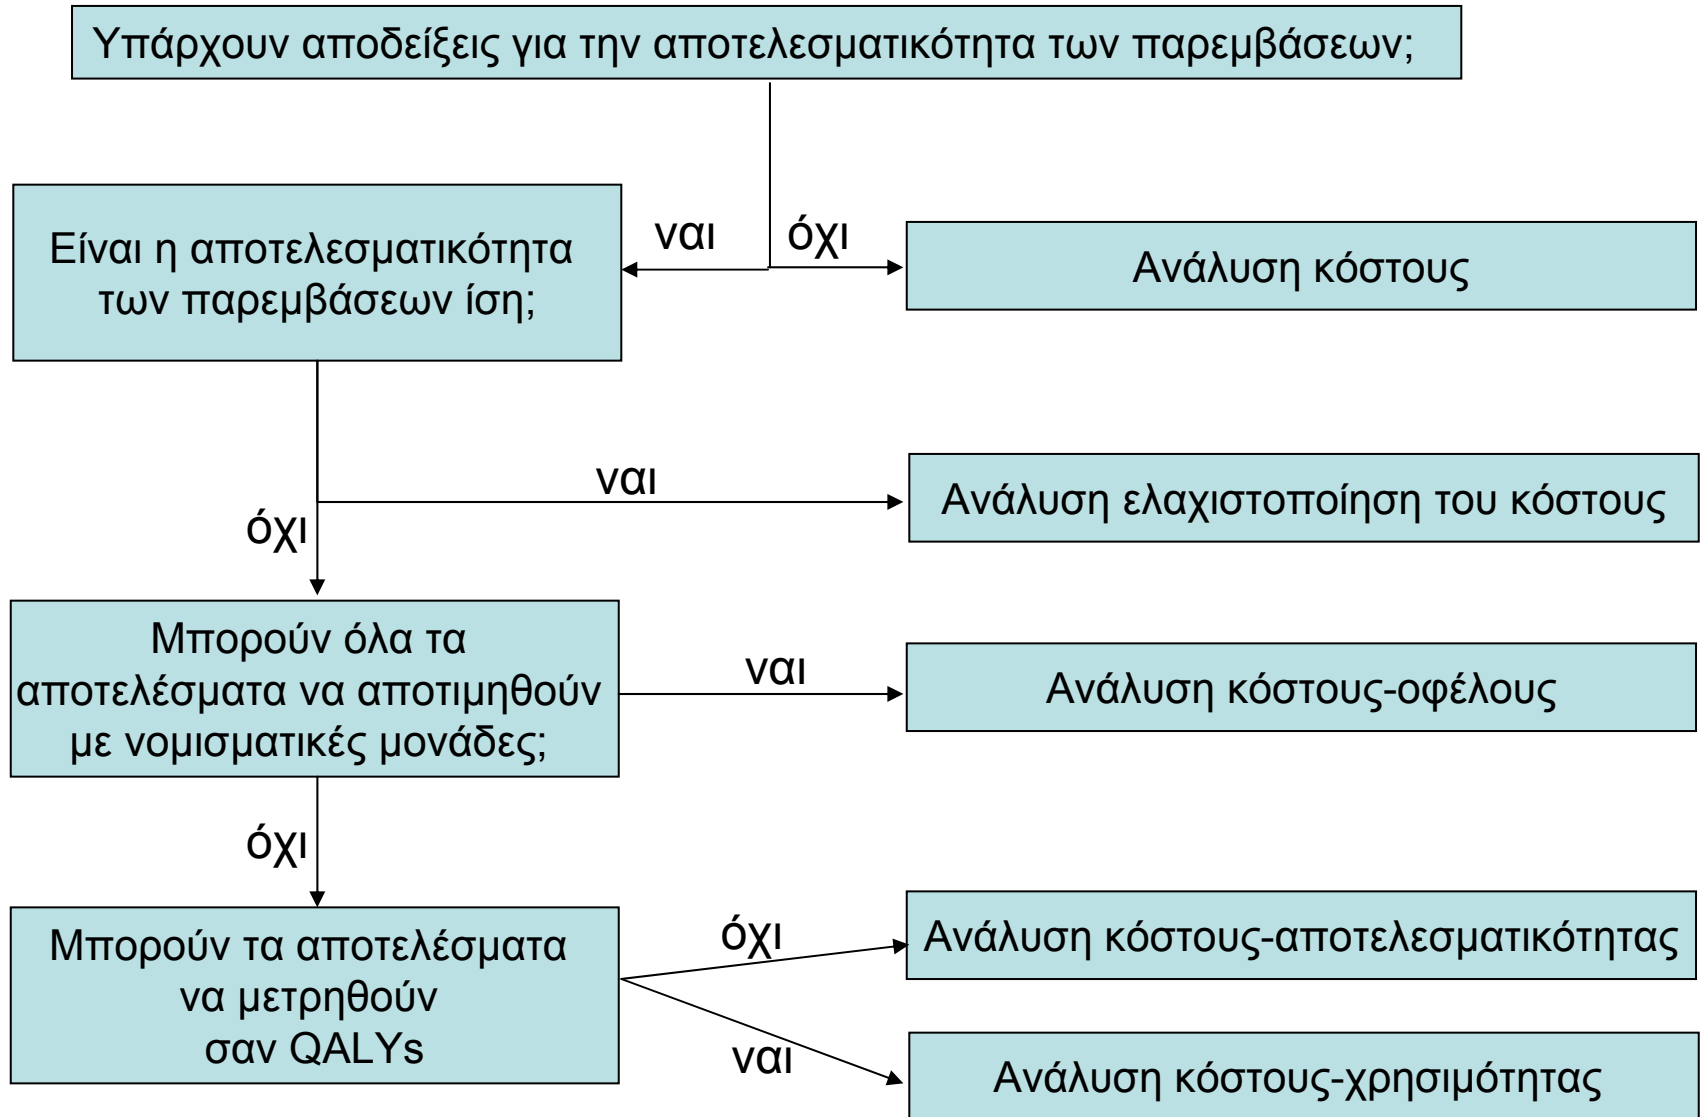 Υπάρχουν αποδείξεις για την αποτελεσματικότητα των παρεμβάσεων;
Είναι η αποτελεσματικότητα
των παρεμβάσεων ίση;
ναι
όχι
Ανάλυση κόστους
ναι
Ανάλυση ελαχιστοποίηση του κόστους
όχι
Μπορούν όλα τα
αποτελέσματα να αποτιμηθούν
με νομισματικές μονάδες;
ναι
Ανάλυση κόστους-οφέλους
όχι
Μπορούν τα αποτελέσματα
να μετρηθούν
σαν QALYs
όχι
Ανάλυση κόστους-αποτελεσματικότητας
ναι
Ανάλυση κόστους-χρησιμότητας